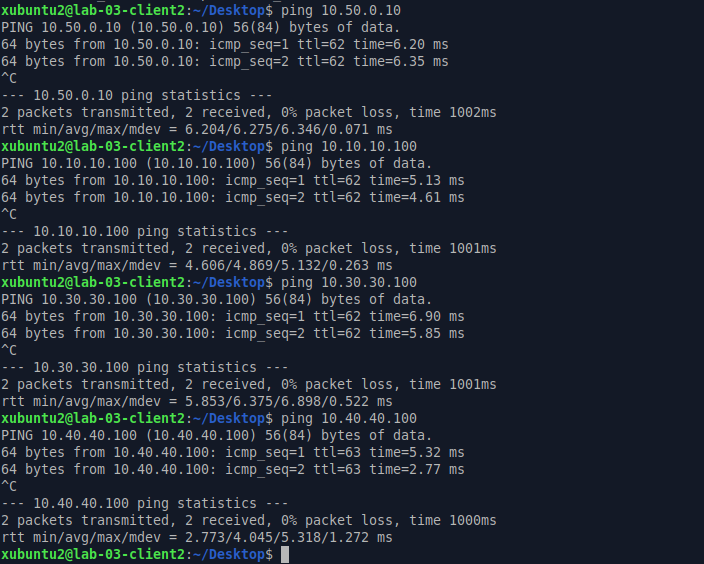 xubuntu2@lab-03-client2:~/Desktop$ ping 10.50.0.10
PING 10.50.0.10 (10.50.0.10) 56(84) bytes of data.
64 bytes from 10.50.0.10: icmp_seq=1 ttl=62 time=6.20 ms
64 bytes from 10.50.0.10: icmp_seq=2 ttl=62 time=6.35 ms
^C
--- 10.50.0.10 ping statistics ---
2 packets transmitted, 2 received, 0% packet loss, time 1002ms
rtt min/avg/max/mdev = 6.204/6.275/6.346/0.071 ms
xubuntu2@lab-03-client2:~/Desktop$ ping 10.10.10.100
PING 10.10.10.100 (10.10.10.100) 56(84) bytes of data.
64 bytes from 10.10.10.100: icmp_seq=1 ttl=62 time=5.13 ms
64 bytes from 10.10.10.100: icmp_seq=2 ttl=62 time=4.61 ms
^C
--- 10.10.10.100 ping statistics ---
2 packets transmitted, 2 received, 0% packet loss, time 1001ms
rtt min/avg/max/mdev = 4.606/4.869/5.132/0.263 ms
xubuntu2@lab-03-client2:~/Desktop$ ping 10.30.30.100
PING 10.30.30.100 (10.30.30.100) 56(84) bytes of data.
64 bytes from 10.30.30.100: icmp_seq=1 ttl=62 time=6.90 ms
64 bytes from 10.30.30.100: icmp_seq=2 ttl=62 time=5.85 ms
^C
--- 10.30.30.100 ping statistics ---
2 packets transmitted, 2 received, 0% packet loss, time 1001ms
rtt min/avg/max/mdev = 5.853/6.375/6.898/0.522 ms
xubuntu2@lab-03-client2:~/Desktop$ ping 10.40.40.100
PING 10.40.40.100 (10.40.40.100) 56(84) bytes of data.
64 bytes from 10.40.40.100: icmp_seq=1 ttl=63 time=5.32 ms
64 bytes from 10.40.40.100: icmp_seq=2 ttl=63 time=2.77 ms
^C
--- 10.40.40.100 ping statistics ---
2 packets transmitted, 2 received, 0% packet loss, time 1000ms
rtt min/avg/max/mdev = 2.773/4.045/5.318/1.272 ms
xubuntu2@lab-03-client2:~/Desktop$